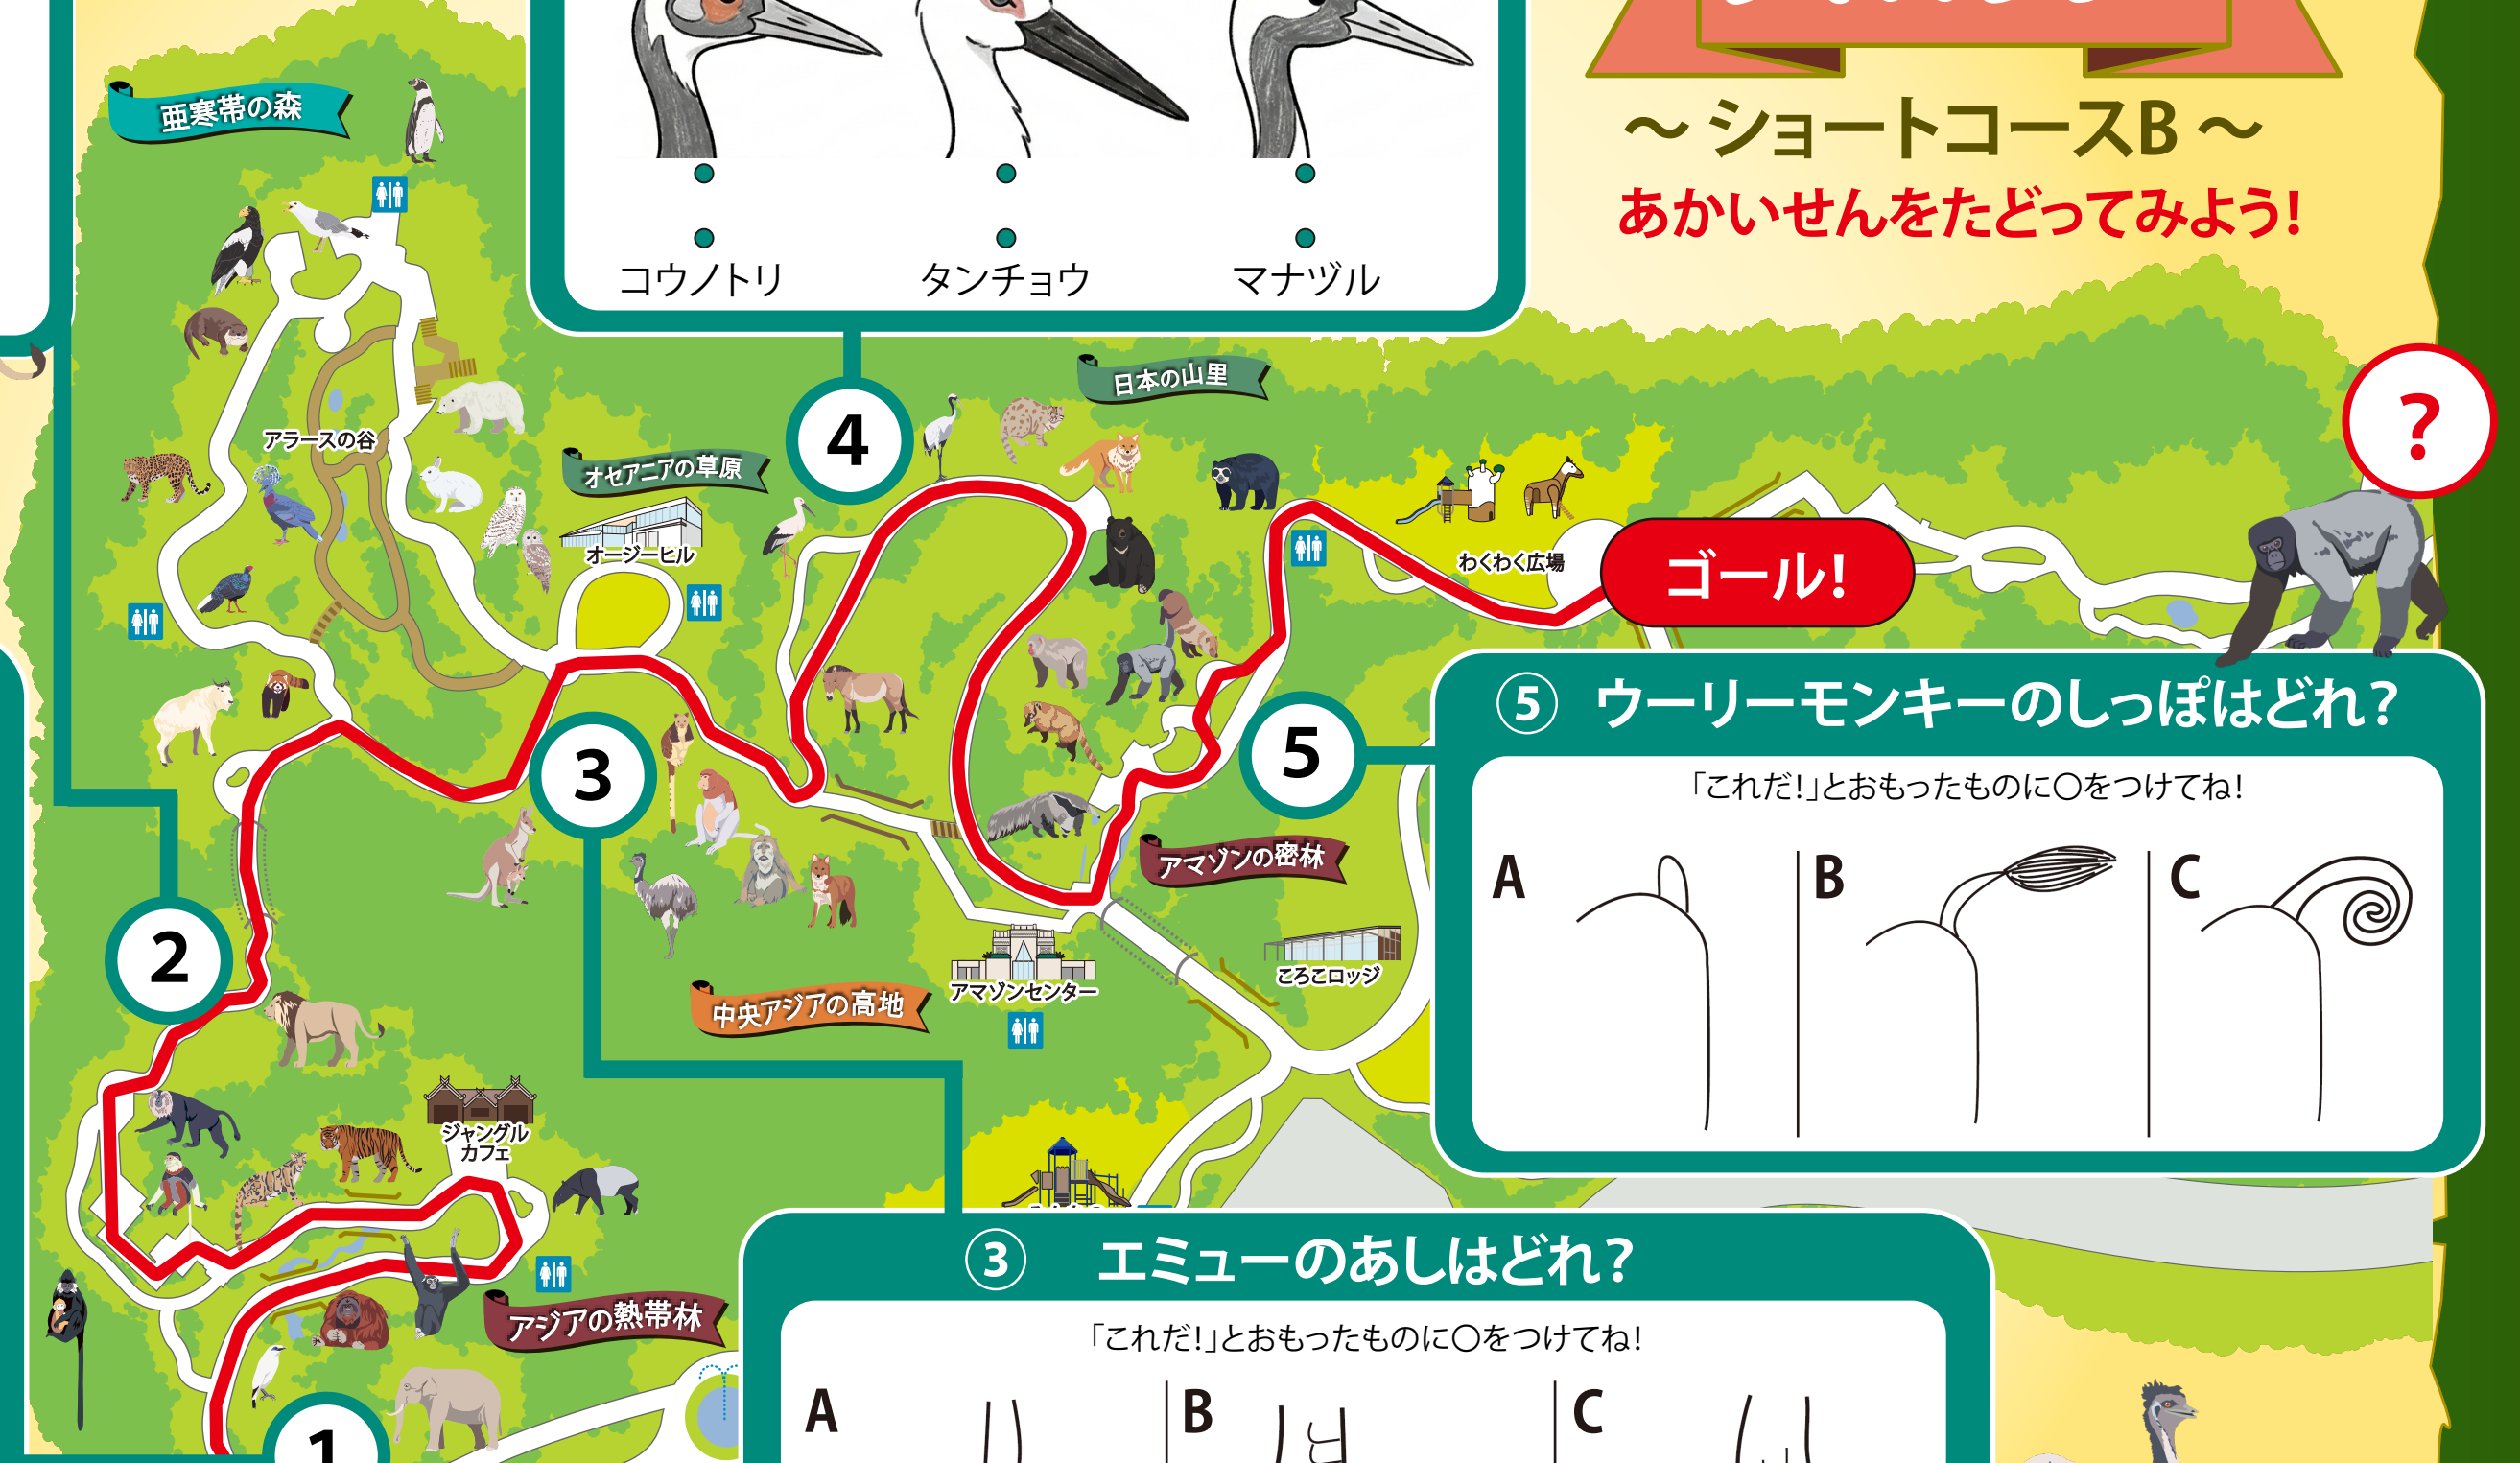 ～ショートコースB～
あかいせんをたどってみよう！
亜寒帯の森
コウノトリ
タンチョウ
マナヅル
日本の山里
4
?
アラースの谷
オセアニアの草原
オージーヒル
わくわく広場
ゴール！
3
5
⑤ ウーリーモンキーのしっぽはどれ？
「これだ！」とおもったものに〇をつけてね！
A
B
C
アマゾンの密林
2
ころころロッジ
アマゾンセンター
中央アジアの高地
ジャングル
カフェ
③ エミューのあしはどれ？
「これだ！」とおもったものに〇をつけてね！
A
B
C
アジアの熱帯林
1